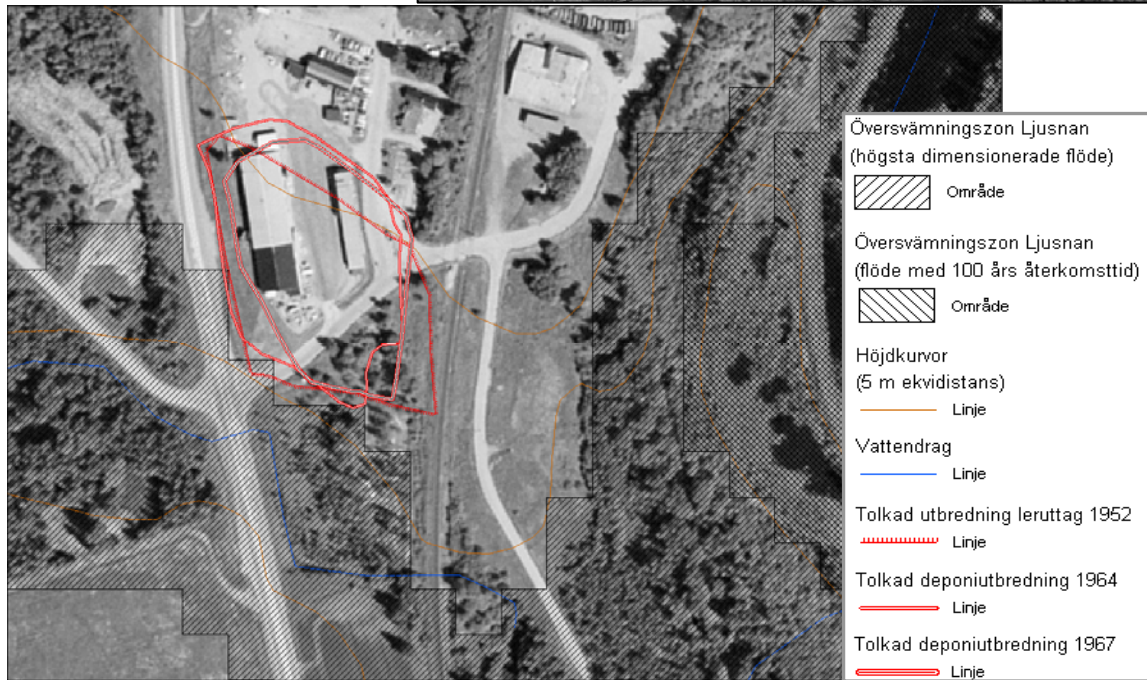 Översvämningszon Ljusnan
(högsta dimensionerade flöde)
Område
Översvämningszon Ljusnan
(flöde med 100 års återkomsttid)
Område
Höjdkurvor
(5 m ekvidistans)
Linje
Vattendrag
Linje
Tolkad utbredning leruttag 1952
Linje
Tolkad deponiutbredning 1964
Linje
Tolkad deponiutbredning 1967
Linje